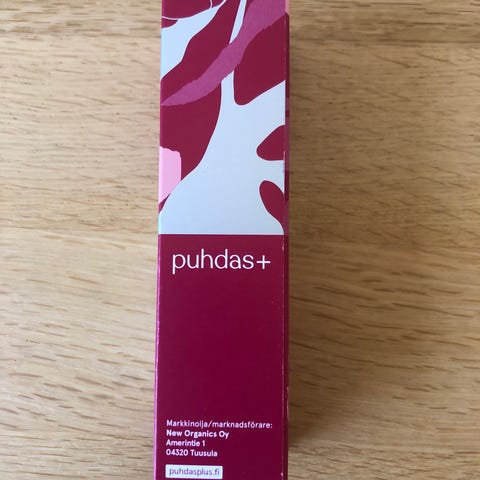 puhdas+
Markkinoija/marknadsförare:
New Organics Oy
Amerintie 1
04320 Tuusula
puhdasplus.fi